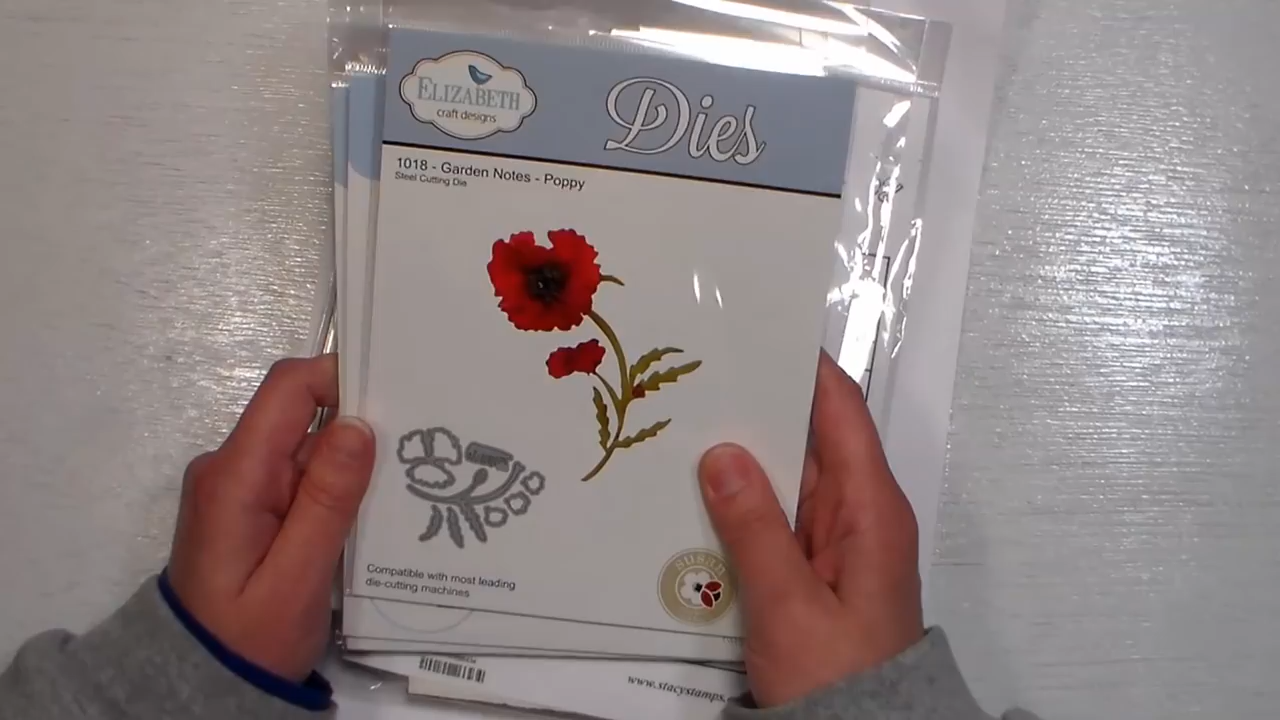 ELIZABETH
craft designs
Dies
1018 - Garden Notes - Poppy
Steel Cutting Die
Compatible with most leading
die-cutting machines
SUSAN
www.stacystamps.